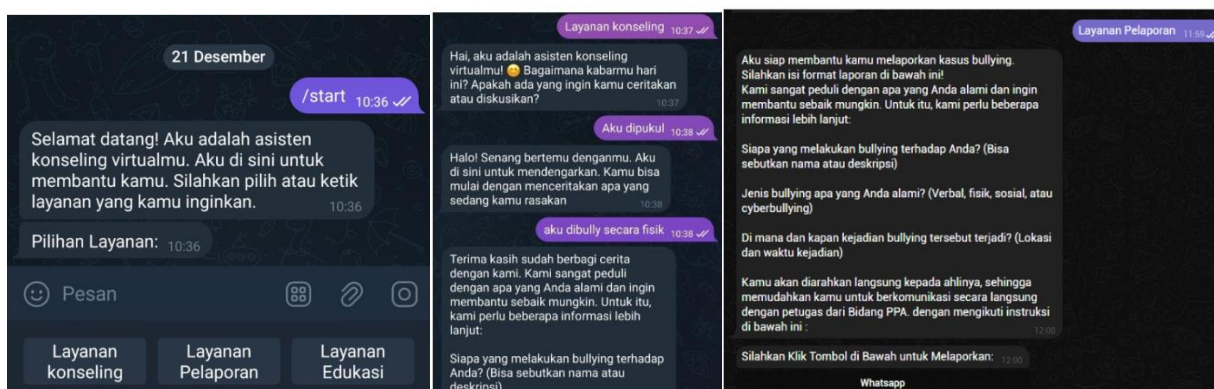 21 Desember
/start 10:36
Selamat datang! Aku adalah asisten
konseling virtualmu. Aku di sini untuk
membantu kamu. Silahkan pilih atau ketik
layanan yang kamu inginkan. 10:36
Pilihan Layanan: 10:36
Pesan
Layanan konseling
Layanan Pelaporan
Layanan Edukasi
Layanan konseling 10:37
Hai, aku adalah asisten konseling
virtualmu! 😊 Bagaimana kabarmu hari
ini? Apakah ada yang ingin kamu ceritakan
atau diskusikan? 10:37
Aku dipukul 10:38
Halo! Senang bertemu denganmu. Aku
di sini untuk mendengarkan. Kamu bisa
mulai dengan menceritakan apa yang
sedang kamu rasakan 10:38
aku dibully secara fisik 10:38
Terima kasih sudah berbagi cerita
dengan kami. Kami sangat peduli
dengan apa yang Anda alami dan ingin
membantu sebaik mungkin. Untuk itu,
kami perlu beberapa informasi lebih
lanjut:
Siapa yang melakukan bullying terhadap
Anda? (Bisa sebutkan nama atau
deskripsi)
Layanan Pelaporan 11:59
Aku siap membantu kamu melaporkan kasus bullying.
Silahkan isi format laporan di bawah ini!
Kami sangat peduli dengan apa yang Anda alami dan ingin
membantu sebaik mungkin. Untuk itu, kami perlu beberapa
informasi lebih lanjut:
Siapa yang melakukan bullying terhadap Anda? (Bisa
sebutkan nama atau deskripsi)
Jenis bullying apa yang Anda alami? (Verbal, fisik, sosial, atau
cyberbullying)
Di mana dan kapan kejadian bullying tersebut terjadi? (Lokasi
dan waktu kejadian)
Kamu akan diarahkan langsung kepada ahlinya, sehingga
memudahkan kamu untuk berkomunikasi secara langsung
dengan petugas dari Bidang PPA. dengan mengikuti instruksi
di bawah ini : 12:00
Silahkan Klik Tombol di Bawah untuk Melaporkan: 12:00
Whatsapp